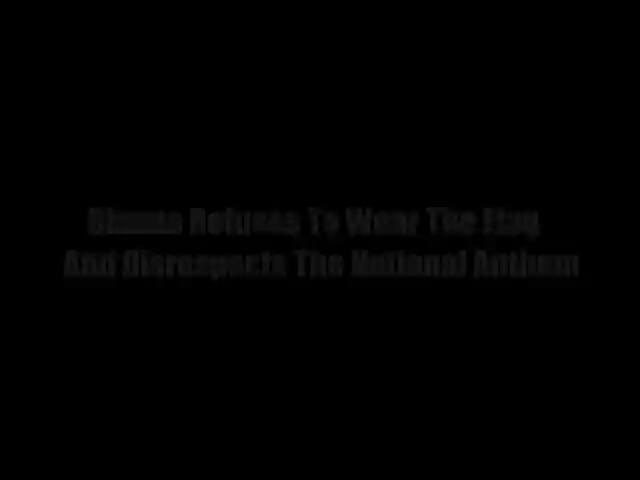 Obama Refuses To Wear The Flag
And Disrespects The National Anthem